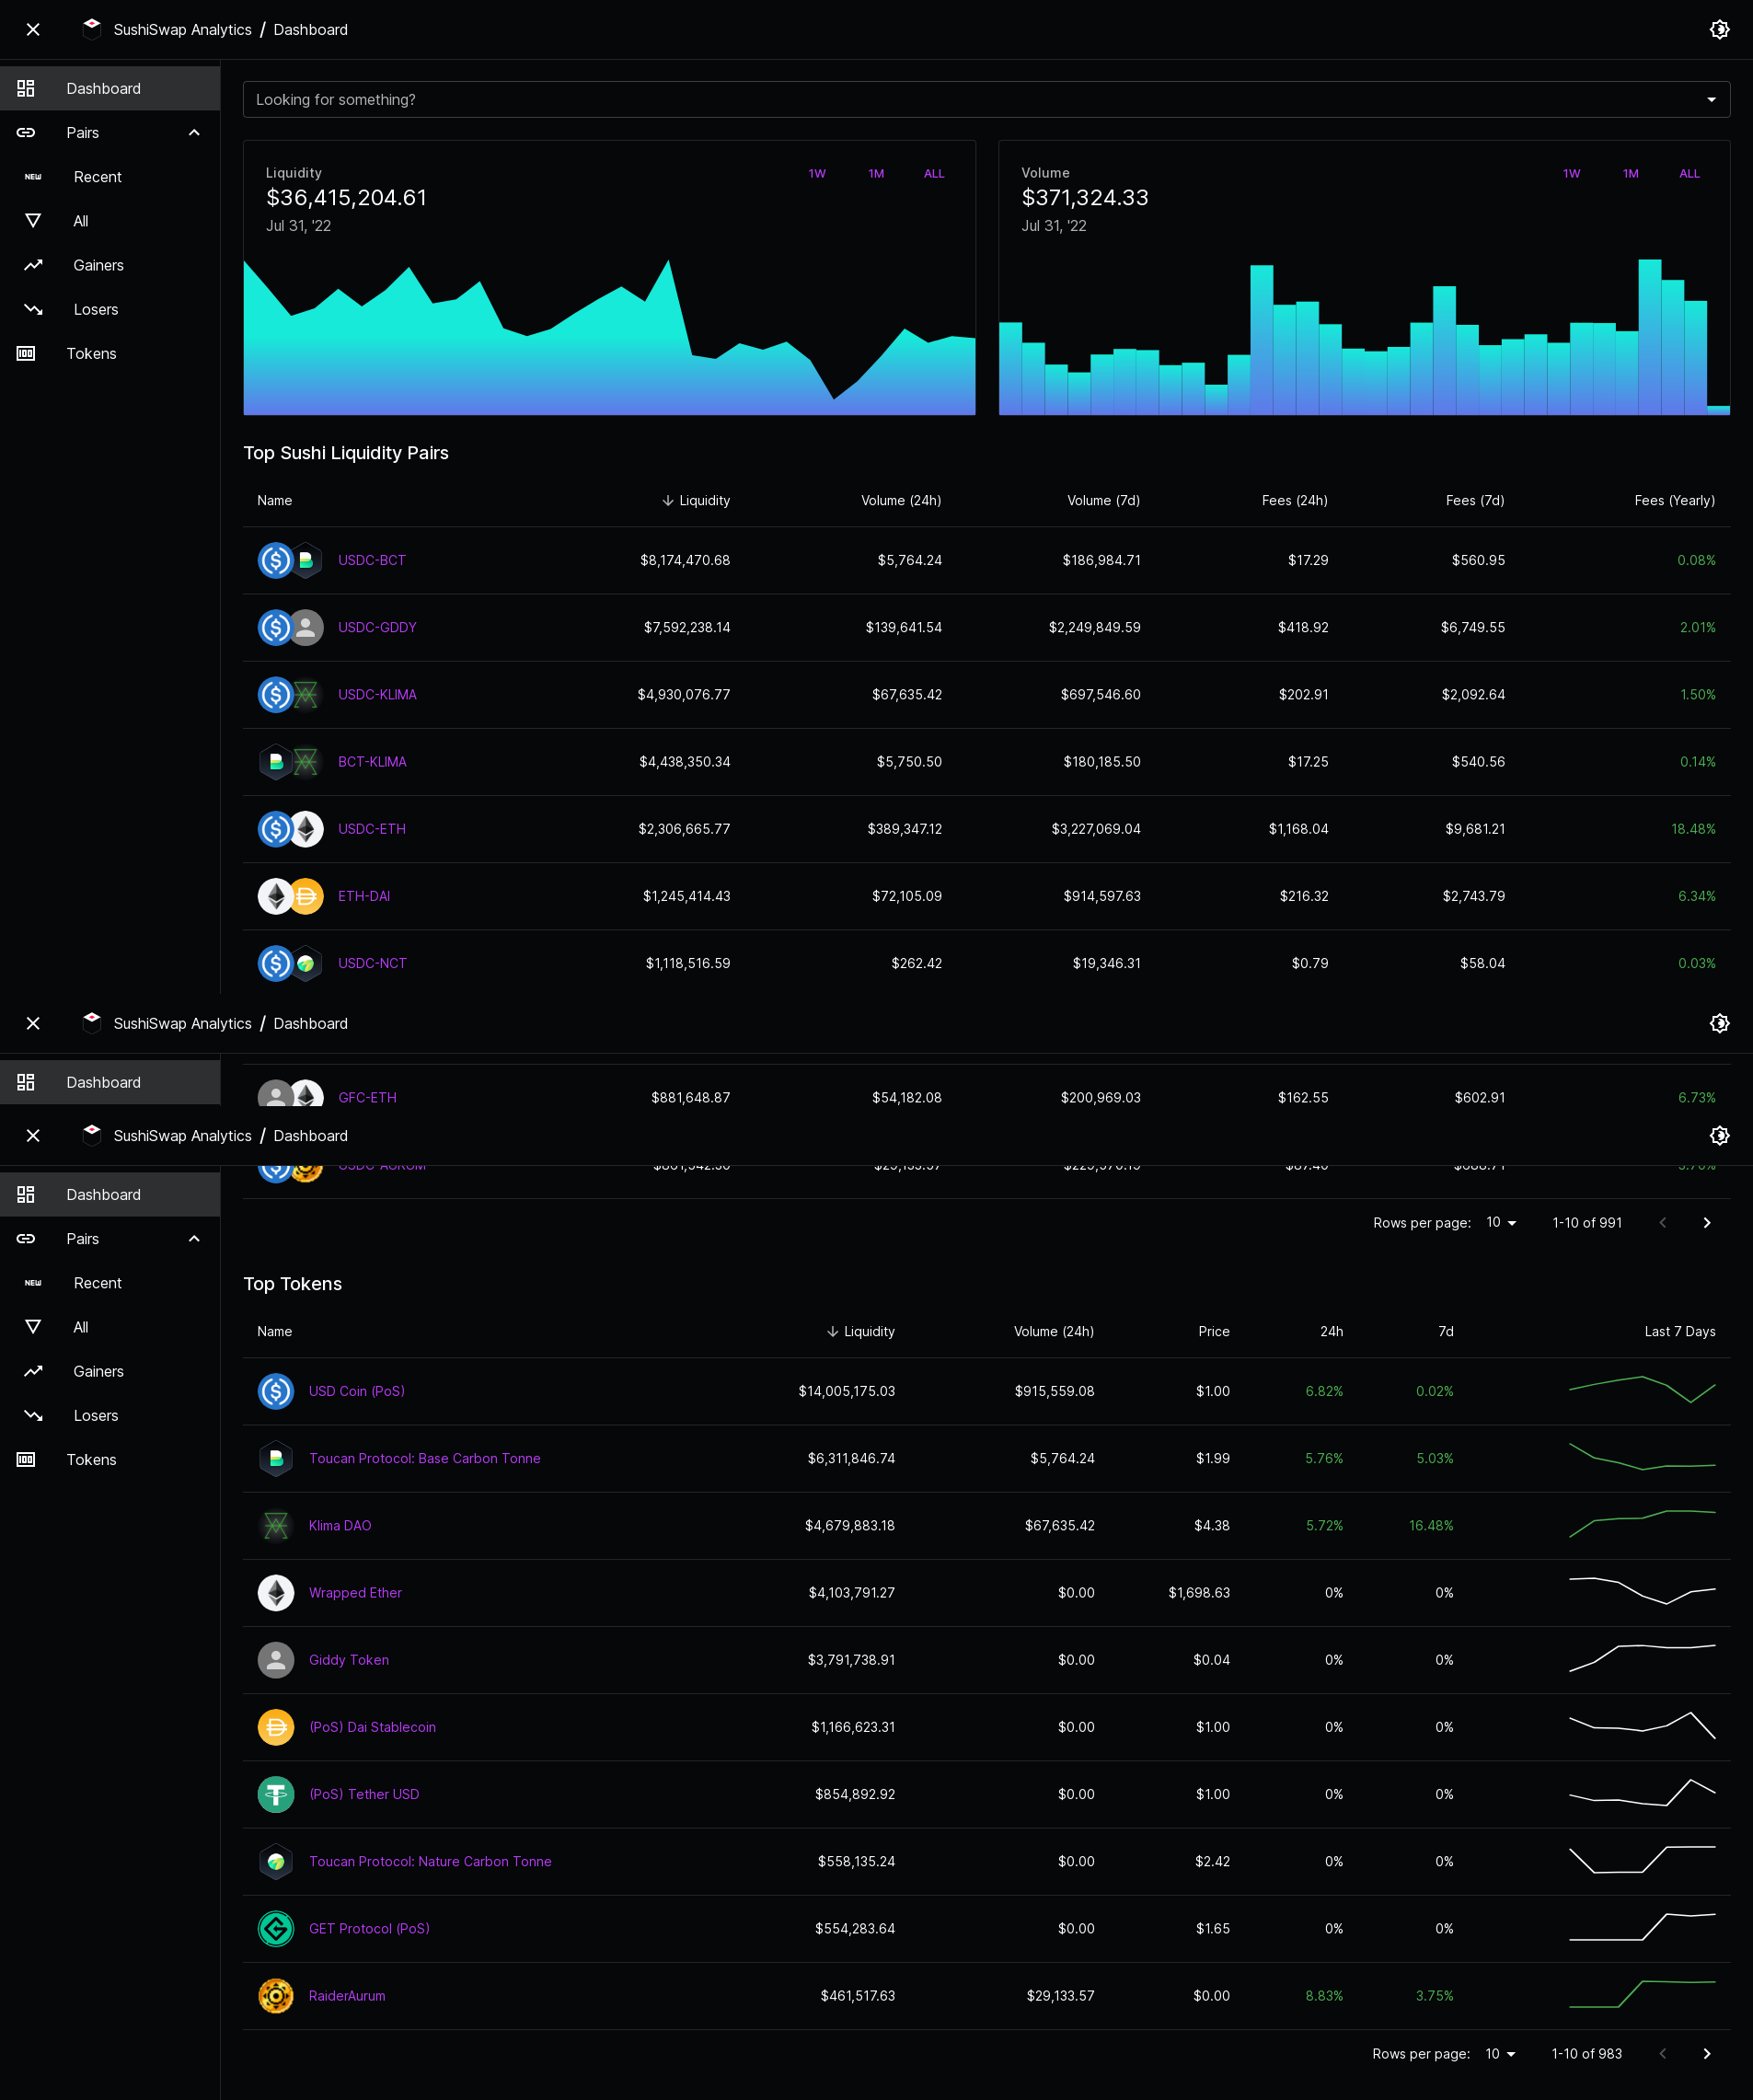 SushiSwap Analytics / Dashboard
Dashboard
Pairs
NEW Recent
All
Gainers
Losers
Tokens
Looking for something?
Liquidity 1W 1M ALL
$36,415,204.61
Jul 31, '22
Volume 1W 1M ALL
$371,324.33
Jul 31, '22
Top Sushi Liquidity Pairs
Name Liquidity Volume (24h) Volume (7d) Fees (24h) Fees (7d) Fees (Yearly)
USDC-BCT $8,174,470.68 $5,764.24 $186,984.71 $17.29 $560.95 0.08%
USDC-GDDY $7,592,238.14 $139,641.54 $2,249,849.59 $418.92 $6,749.55 2.01%
USDC-KLIMA $4,930,076.77 $67,635.42 $697,546.60 $202.91 $2,092.64 1.50%
BCT-KLIMA $4,438,350.34 $5,750.50 $180,185.50 $17.25 $540.56 0.14%
USDC-ETH $2,306,665.77 $389,347.12 $3,227,069.04 $1,168.04 $9,681.21 18.48%
ETH-DAI $1,245,414.43 $72,105.09 $914,597.63 $216.32 $2,743.79 6.34%
USDC-NCT $1,118,516.59 $262.42 $19,346.31 $0.79 $58.04 0.03%
SushiSwap Analytics / Dashboard
Dashboard
GFC-ETH $881,648.87 $54,182.08 $200,969.03 $162.55 $602.91 6.73%
SushiSwap Analytics / Dashboard
Dashboard
Pairs
NEW Recent
All
Gainers
Losers
Tokens
Rows per page: 10 1-10 of 991
Top Tokens
Name Liquidity Volume (24h) Price 24h 7d Last 7 Days
USD Coin (PoS) $14,005,175.03 $915,559.08 $1.00 6.82% 0.02%
Toucan Protocol: Base Carbon Tonne $6,311,846.74 $5,764.24 $1.99 5.76% 5.03%
Klima DAO $4,679,883.18 $67,635.42 $4.38 5.72% 16.48%
Wrapped Ether $4,103,791.27 $0.00 $1,698.63 0% 0%
Giddy Token $3,791,738.91 $0.00 $0.04 0% 0%
(PoS) Dai Stablecoin $1,166,623.31 $0.00 $1.00 0% 0%
(PoS) Tether USD $854,892.92 $0.00 $1.00 0% 0%
Toucan Protocol: Nature Carbon Tonne $558,135.24 $0.00 $2.42 0% 0%
GET Protocol (PoS) $554,283.64 $0.00 $1.65 0% 0%
RaiderAurum $461,517.63 $29,133.57 $0.00 8.83% 3.75%
Rows per page: 10 1-10 of 983